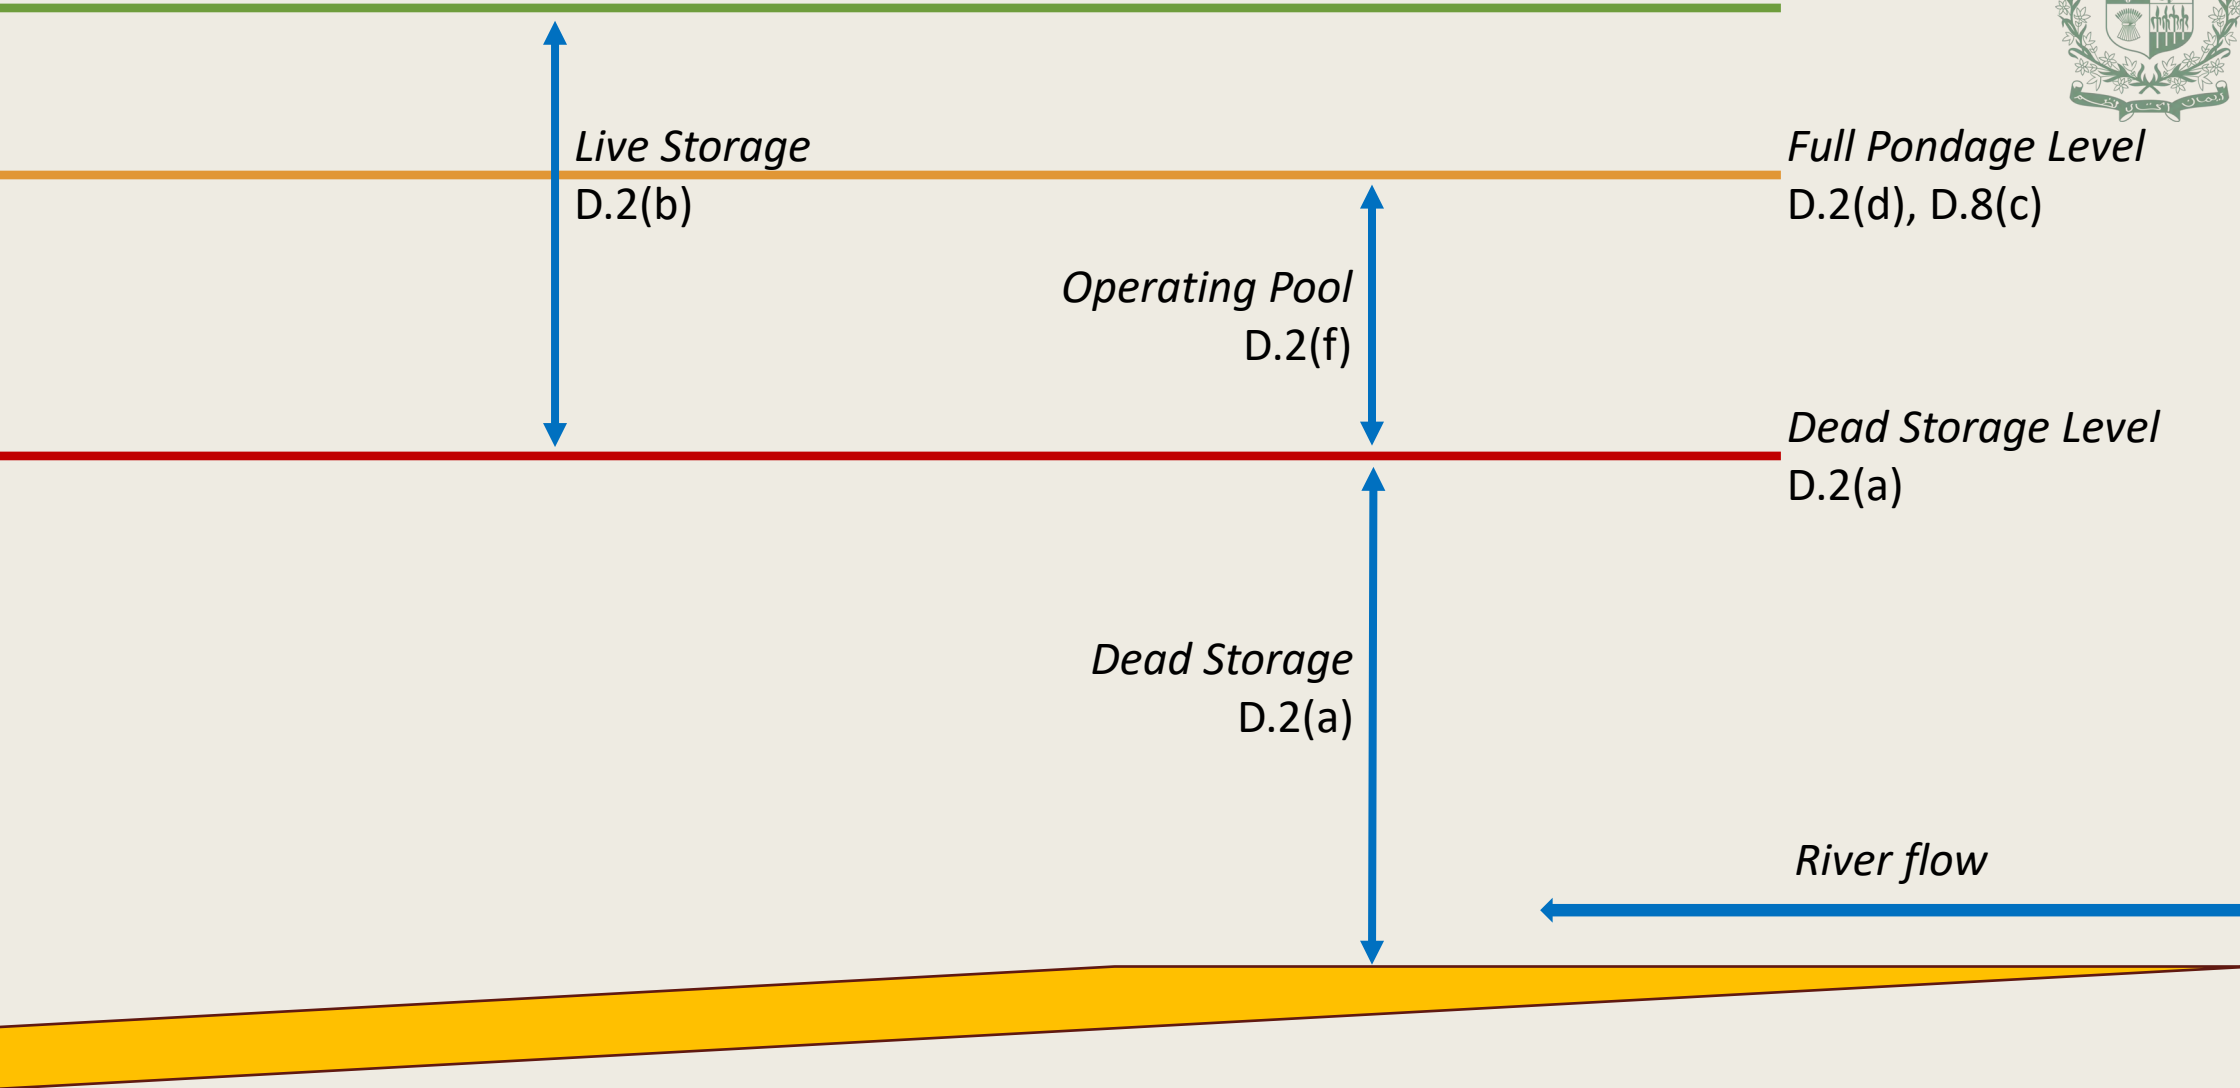 Live Storage
D.2(b)
Full Pondage Level
D.2(d), D.8(c)
Operating Pool
D.2(f)
Dead Storage Level
D.2(a)
Dead Storage
D.2(a)
River flow